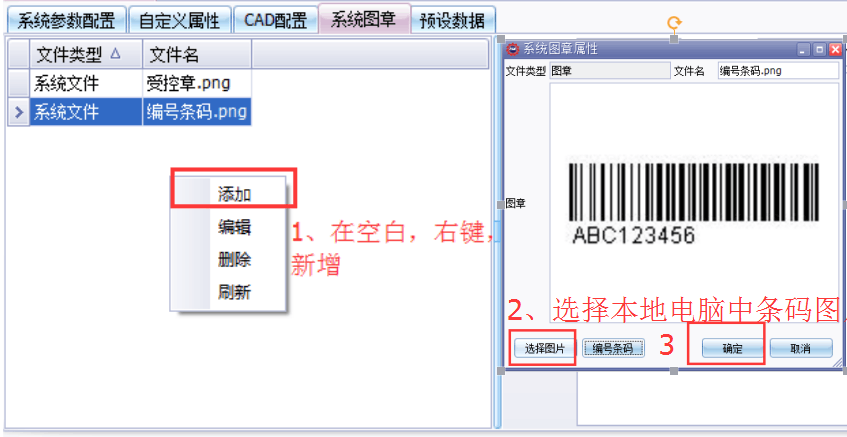 系统参数配置 自定义属性 CAD配置 系统图章 预设数据
文件类型 文件名
系统文件 受控章.png
系统文件 编号条码.png
添加
编辑
删除
刷新
1、在空白，右键，
新增
系统图章属性
文件类型 图章 文件名 编号条码.png
图章
ABC123456
2、选择本地电脑中条码图
选择图片 编号条码 3 确定 取消